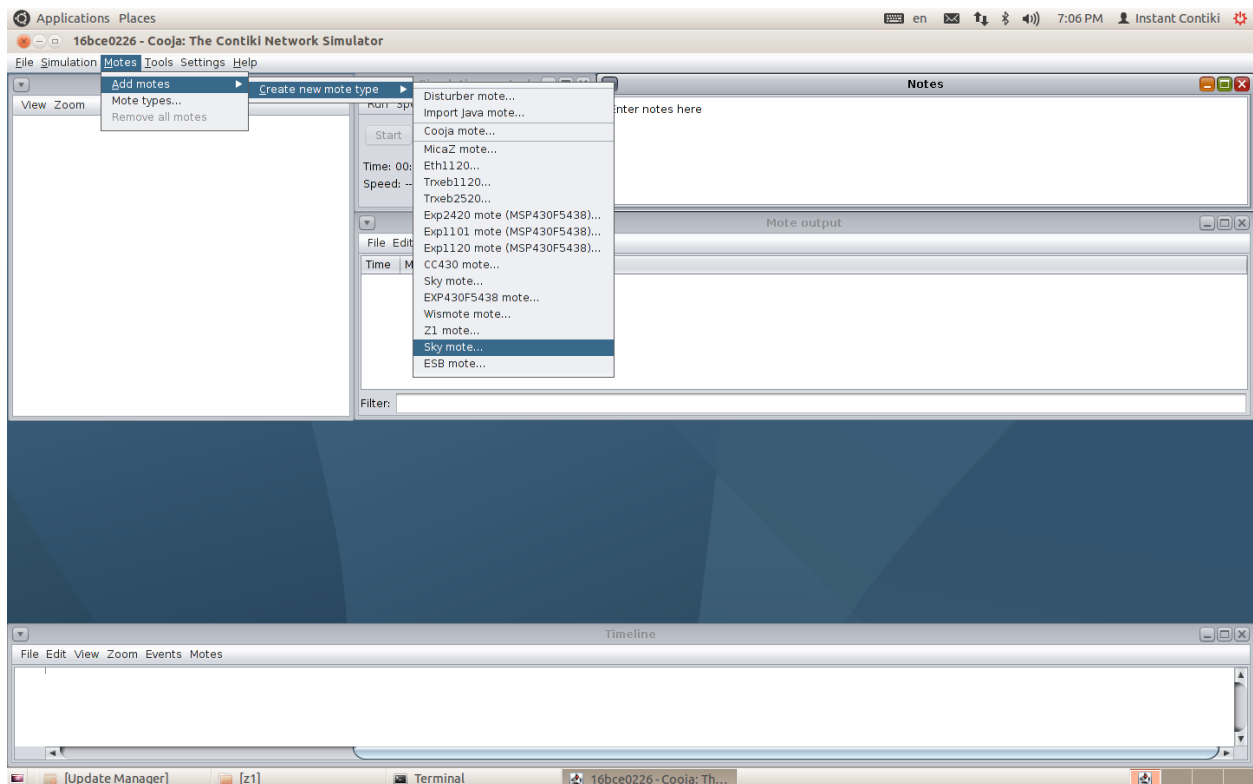 Applications Places
en
7:06 PM
Instant Contiki
16bce0226 - Cooja: The Contiki Network Simulator
File Simulation Motes Tools Settings Help
Add motes
Mote types...
Remove all motes
Create new mote type
Disturber mote...
Import Java mote...
Cooja mote...
MicaZ mote...
Eth1120...
Trxeb1120...
Trxeb2520...
Exp2420 mote (MSP430F5438)...
Exp1101 mote (MSP430F5438)...
Exp1120 mote (MSP430F5438)...
CC430 mote...
Sky mote...
EXP430F5438 mote...
Wismote mote...
Z1 mote...
Sky mote...
ESB mote...
View Zoom
Run
Start
Time: 00:
Speed: --
Notes
Enter notes here
Mote output
File Edit
Time M
Filter:
Timeline
File Edit View Zoom Events Motes
[Update Manager]
[z1]
Terminal
16bce0226 - Cooja: Th...